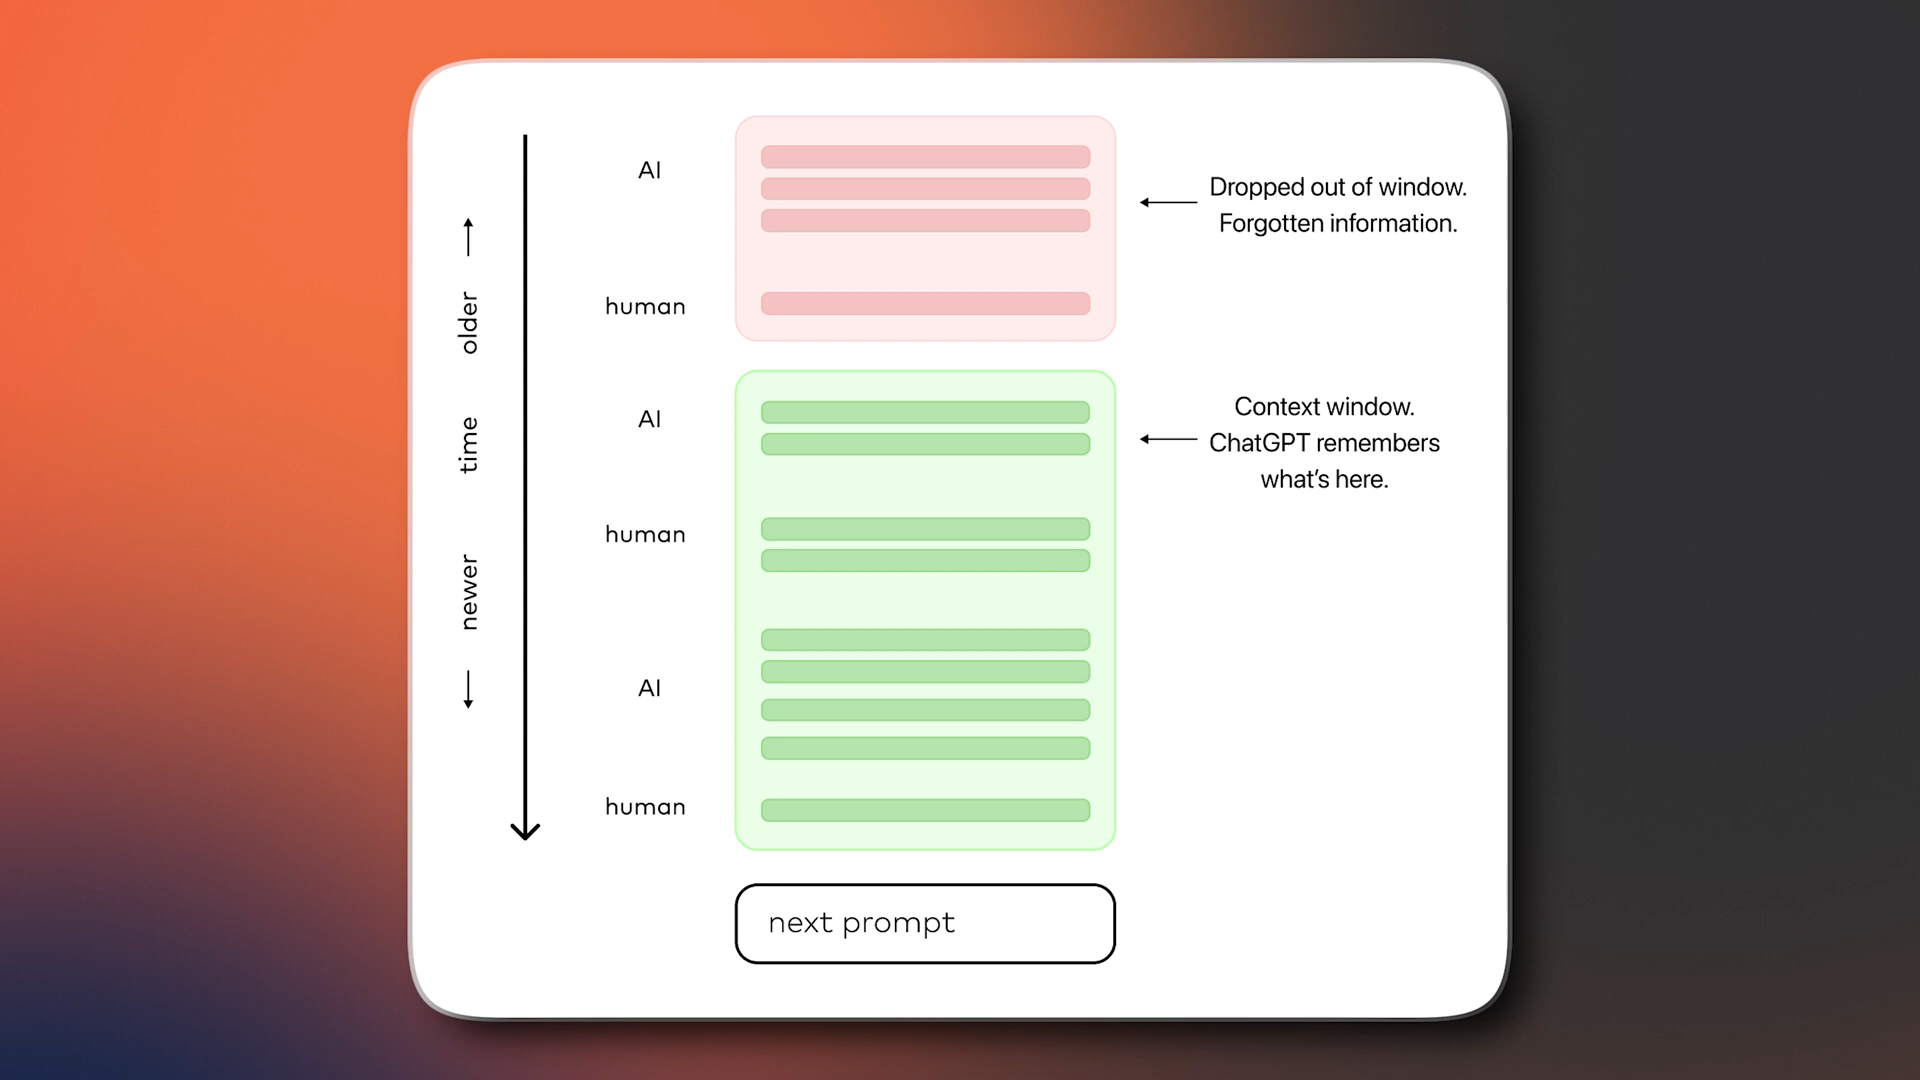 AI
Dropped out of window.
Forgotten information.
human
older
time
newer
AI
Context window.
ChatGPT remembers
what's here.
human
AI
human
next prompt